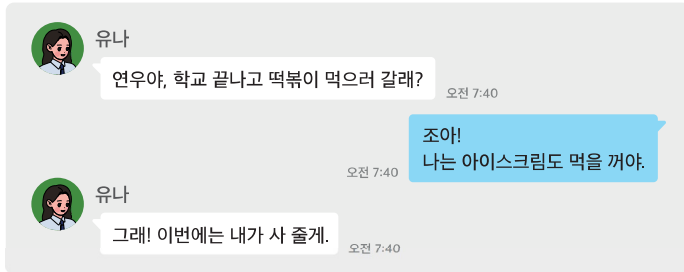 유나
연우야, 학교 끝나고 떡볶이 먹으러 갈래?
오전 7:40
조아!
나는 아이스크림도 먹을 꺼야.
오전 7:40
유나
그래! 이번에는 내가 사 줄게.
오전 7:40